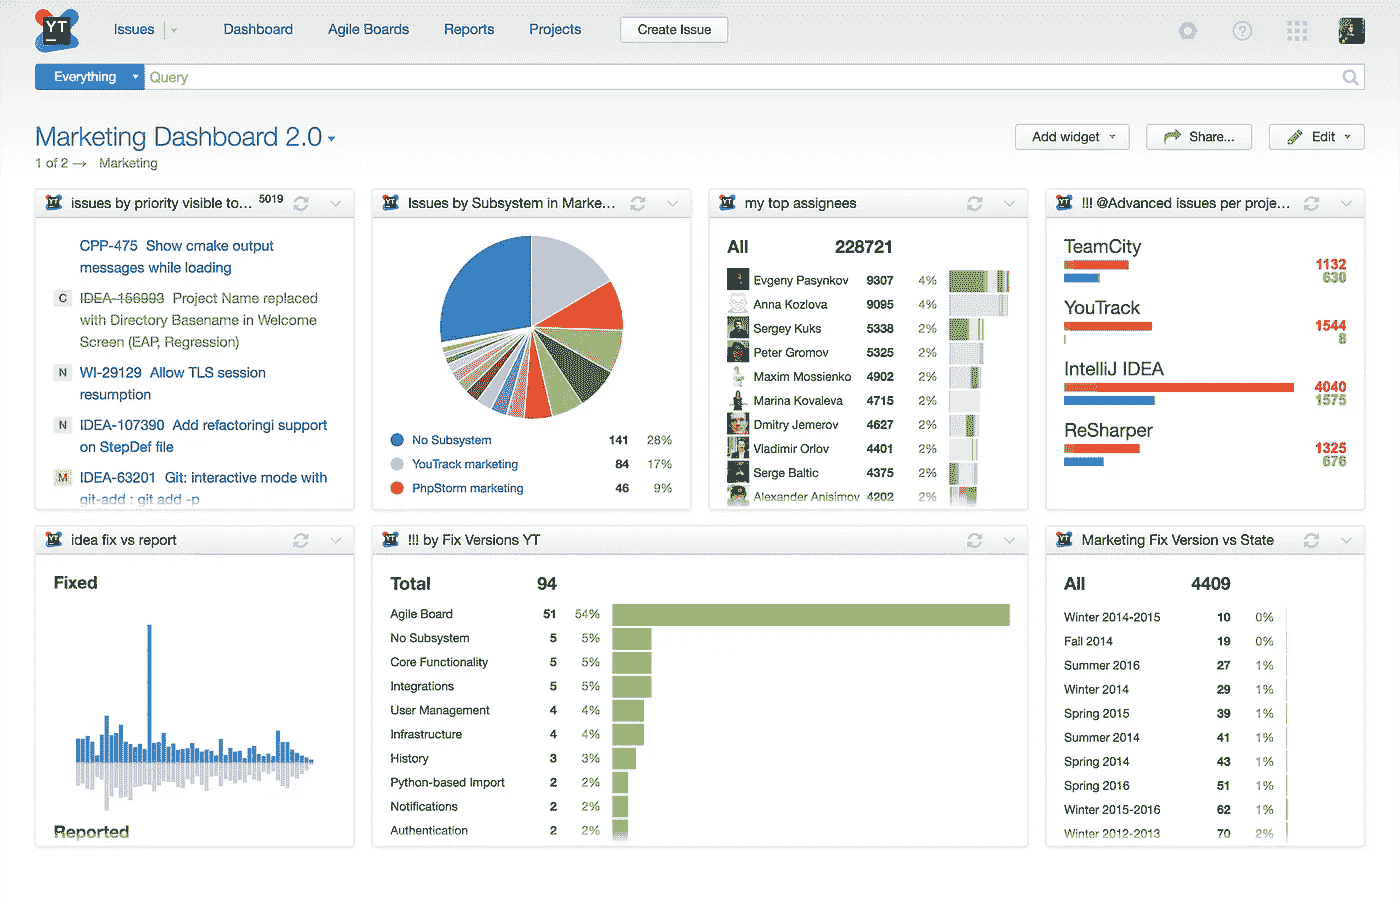 YT
Issues
Dashboard
Agile Boards
Reports
Projects
Create Issue
?
Everything
Query
Marketing Dashboard 2.0
Add widget
Share...
Edit
1 of 2 → Marketing
issues by priority visible to... 5019
CPP-475 Show cmake output
messages while loading
C IDEA-156993 Project Name replaced
with Directory Basename in Welcome
Screen (EAP, Regression)
N WI-29129 Allow TLS session
resumption
N IDEA-107390 Add refactoringi support
on StepDef file
M IDEA-63201 Git: interactive mode with
git-add : git add -p
Issues by Subsystem in Marke...
No Subsystem 141 28%
YouTrack marketing 84 17%
PhpStorm marketing 46 9%
my top assignees
All 228721
Evgeny Pasynkov 9307 4%
Anna Kozlova 9095 4%
Sergey Kuks 5338 2%
Peter Gromov 5325 2%
Maxim Mossienko 4902 2%
Marina Kovaleva 4715 2%
Dmitry Jemerov 4627 2%
Vladimir Orlov 4401 2%
Serge Baltic 4375 2%
Alexander Anisimov 4202 2%
!!! @Advanced issues per proje...
TeamCity
1132
630
YouTrack
1544
8
IntelliJ IDEA
4040
1575
ReSharper
1325
676
idea fix vs report
Fixed
Reported
!!! by Fix Versions YT
Total 94
Agile Board 51 54%
No Subsystem 5 5%
Core Functionality 5 5%
Integrations 5 5%
User Management 4 4%
Infrastructure 4 4%
History 3 3%
Python-based Import 2 2%
Notifications 2 2%
Authentication 2 2%
Marketing Fix Version vs State
All 4409
Winter 2014-2015 10 0%
Fall 2014 19 0%
Summer 2016 27 1%
Winter 2014 29 1%
Spring 2015 39 1%
Summer 2014 41 1%
Spring 2014 43 1%
Spring 2016 51 1%
Winter 2015-2016 62 1%
Winter 2012-2013 70 2%